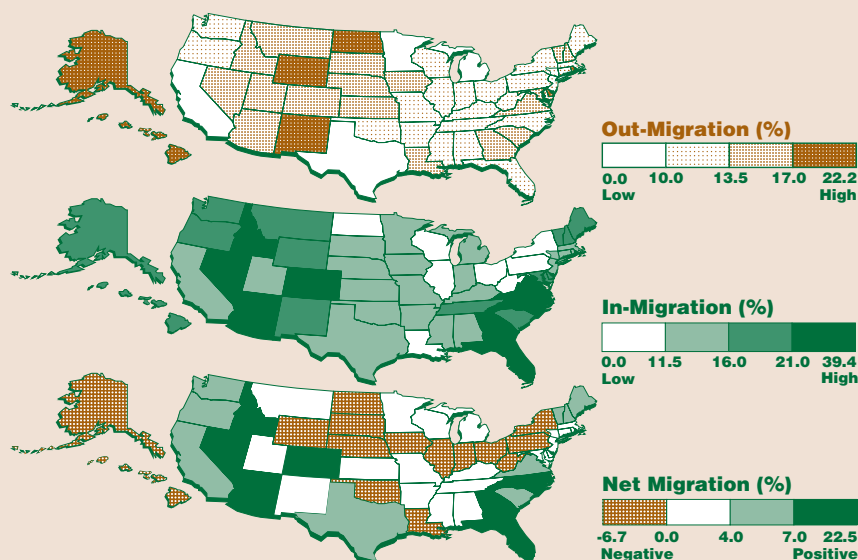 Out-Migration (%)
0.0 10.0 13.5 17.0 22.2
Low High
In-Migration (%)
0.0 11.5 16.0 21.0 39.4
Low High
Net Migration (%)
-6.7 0.0 4.0 7.0 22.5
Negative Positive